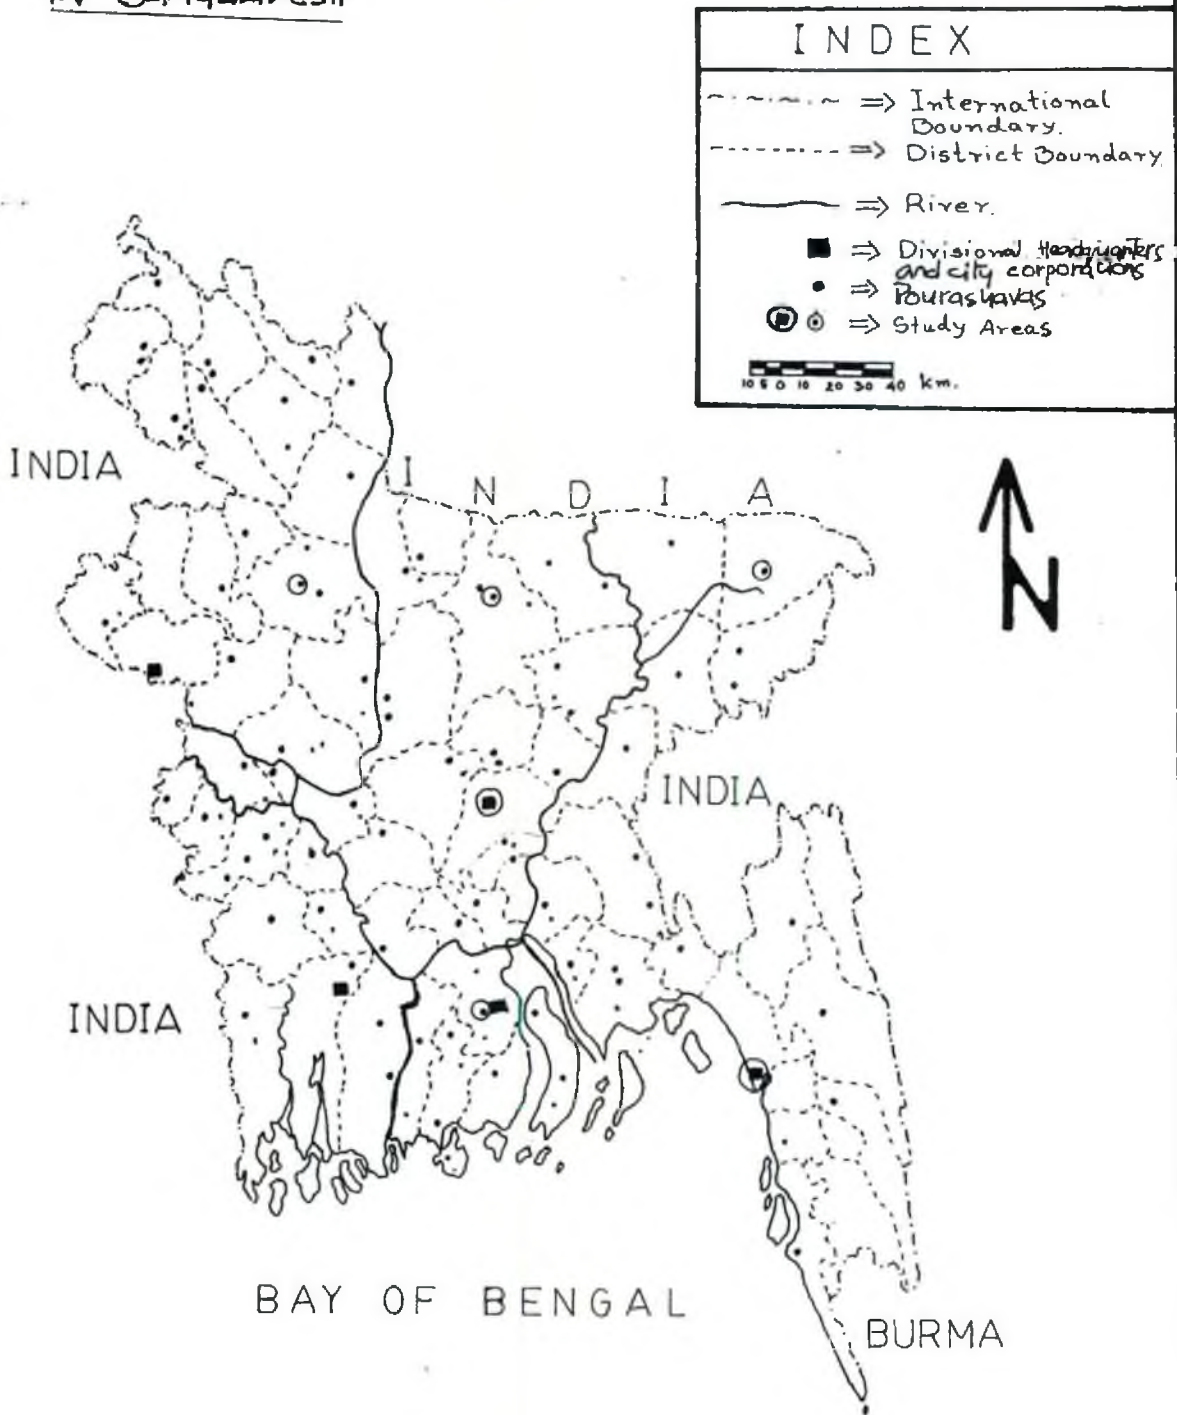 INDEX
⇒ International
Boundary.
⇒ District Boundary
⇒ River.
⇒ Divisional Headquarters
and city corporations
⇒ Pourashavas
⇒ Study Areas
10 5 0 10 20 30 40 km.
INDIA
INDIA
N
INDIA
INDIA
BAY OF BENGAL
BURMA